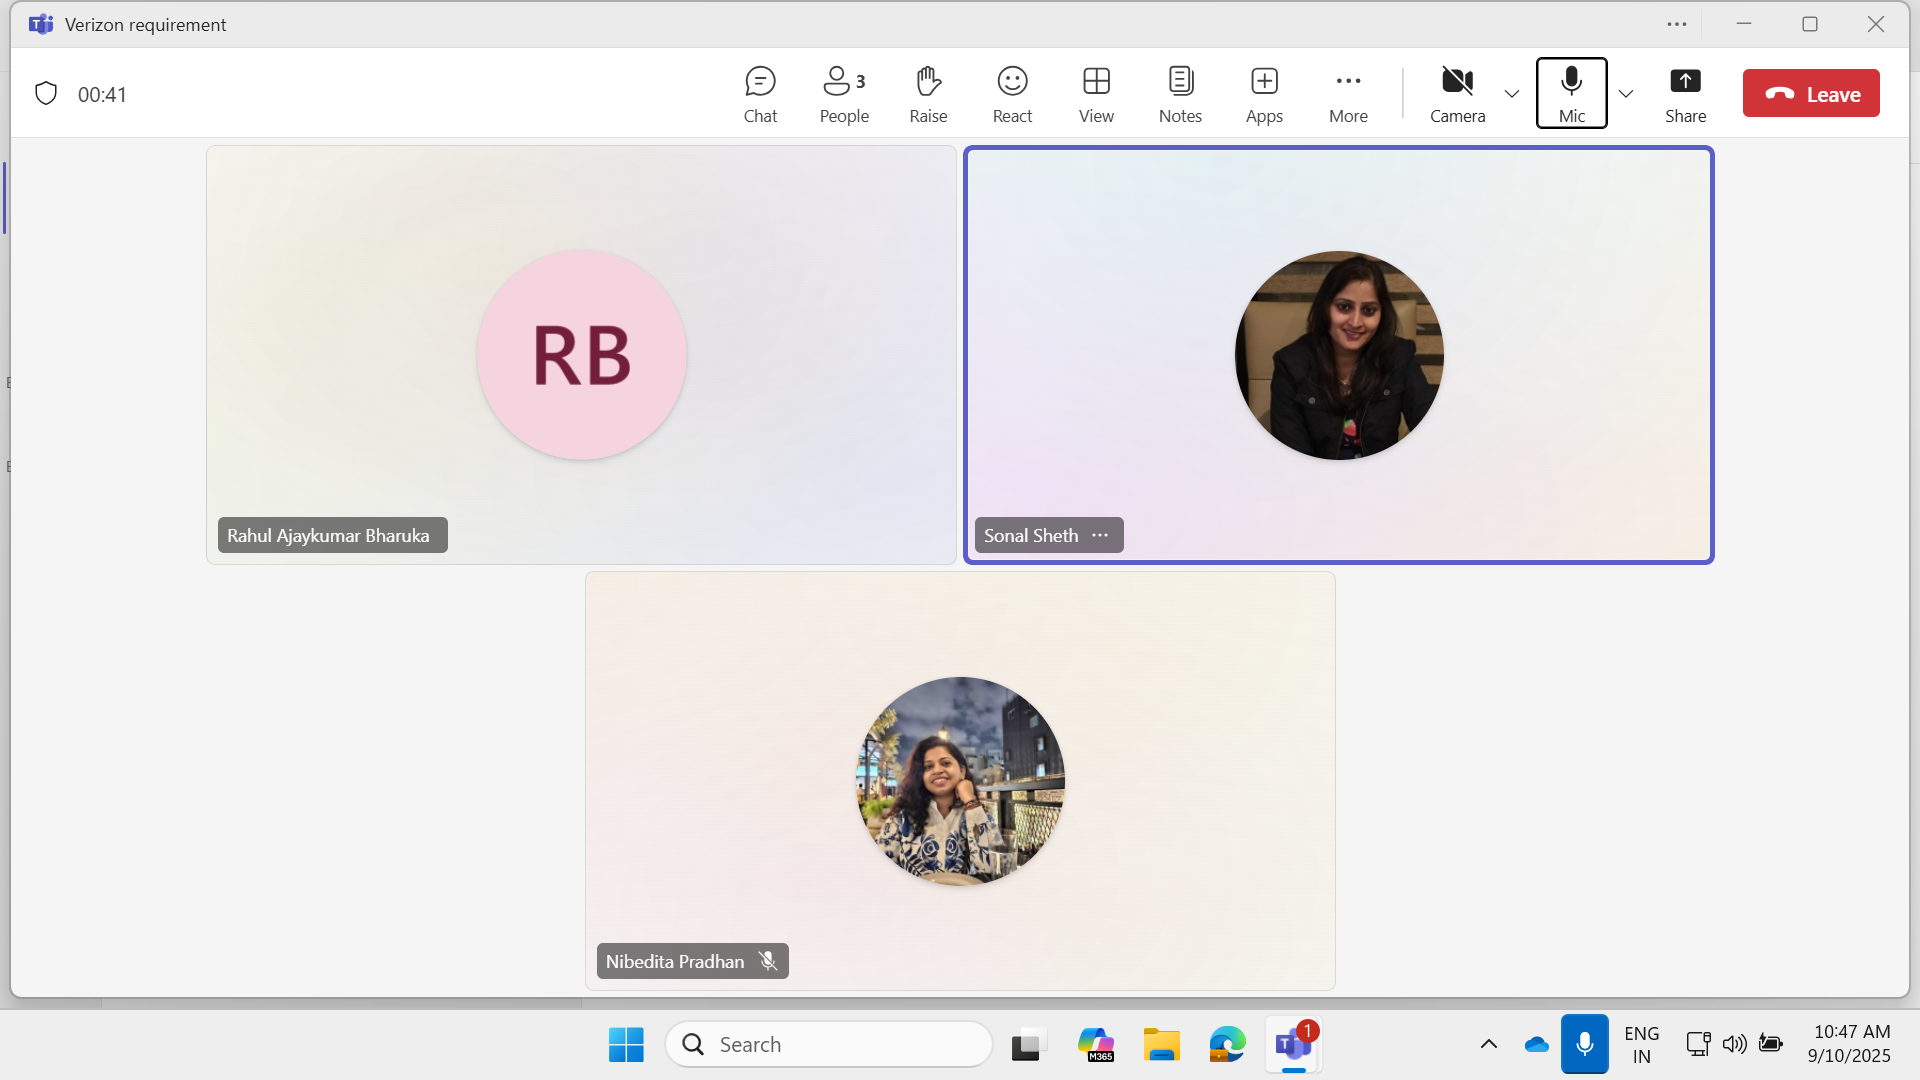 Verizon requirement
00:41
Chat
People 3
Raise
React
View
Notes
Apps
More
Camera
Mic
Share
Leave
RB
Rahul Ajaykumar Bharuka
Sonal Sheth
Nibedita Pradhan
Search
M365
1
ENG
IN
10:47 AM
9/10/2025